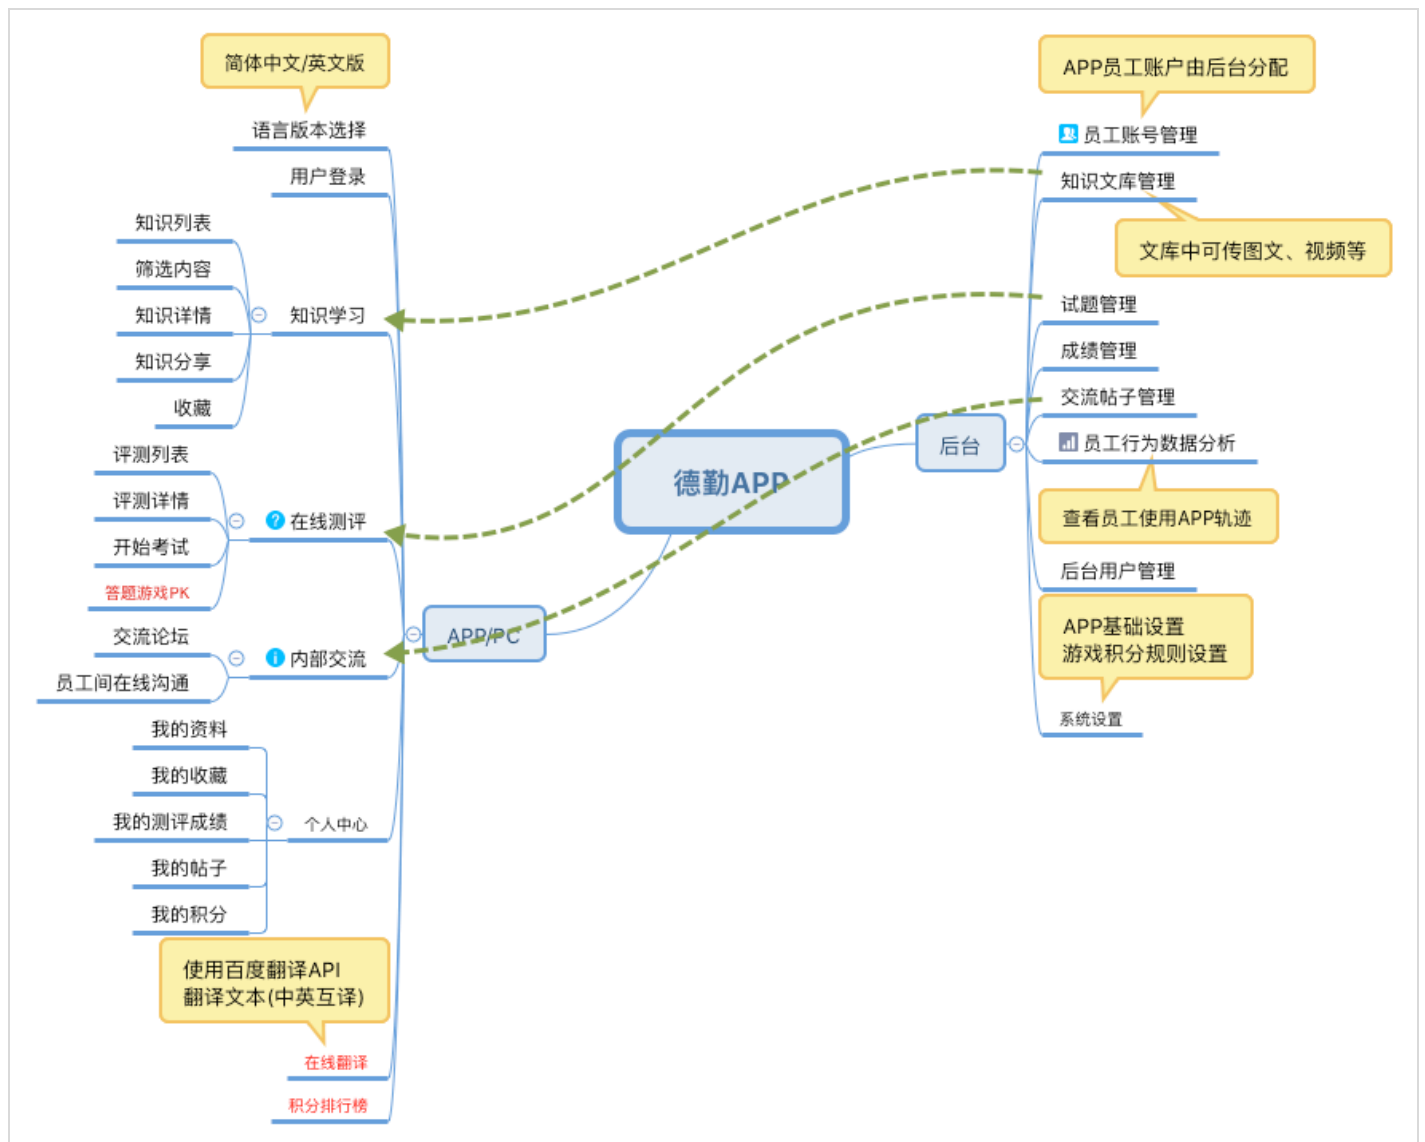 简体中文/英文版
语言版本选择
用户登录
知识列表
筛选内容
知识详情
知识分享
收藏
知识学习
评测列表
评测详情
开始考试
答题游戏PK
在线测评
交流论坛
员工间在线沟通
内部交流
我的资料
我的收藏
我的测评成绩
我的帖子
我的积分
个人中心
使用百度翻译API
翻译文本(中英互译)
在线翻译
积分排行榜
APP/PC
德勤APP
后台
APP员工账户由后台分配
员工账号管理
知识文库管理
文库中可传图文、视频等
试题管理
成绩管理
交流帖子管理
员工行为数据分析
查看员工使用APP轨迹
后台用户管理
APP基础设置
游戏积分规则设置
系统设置